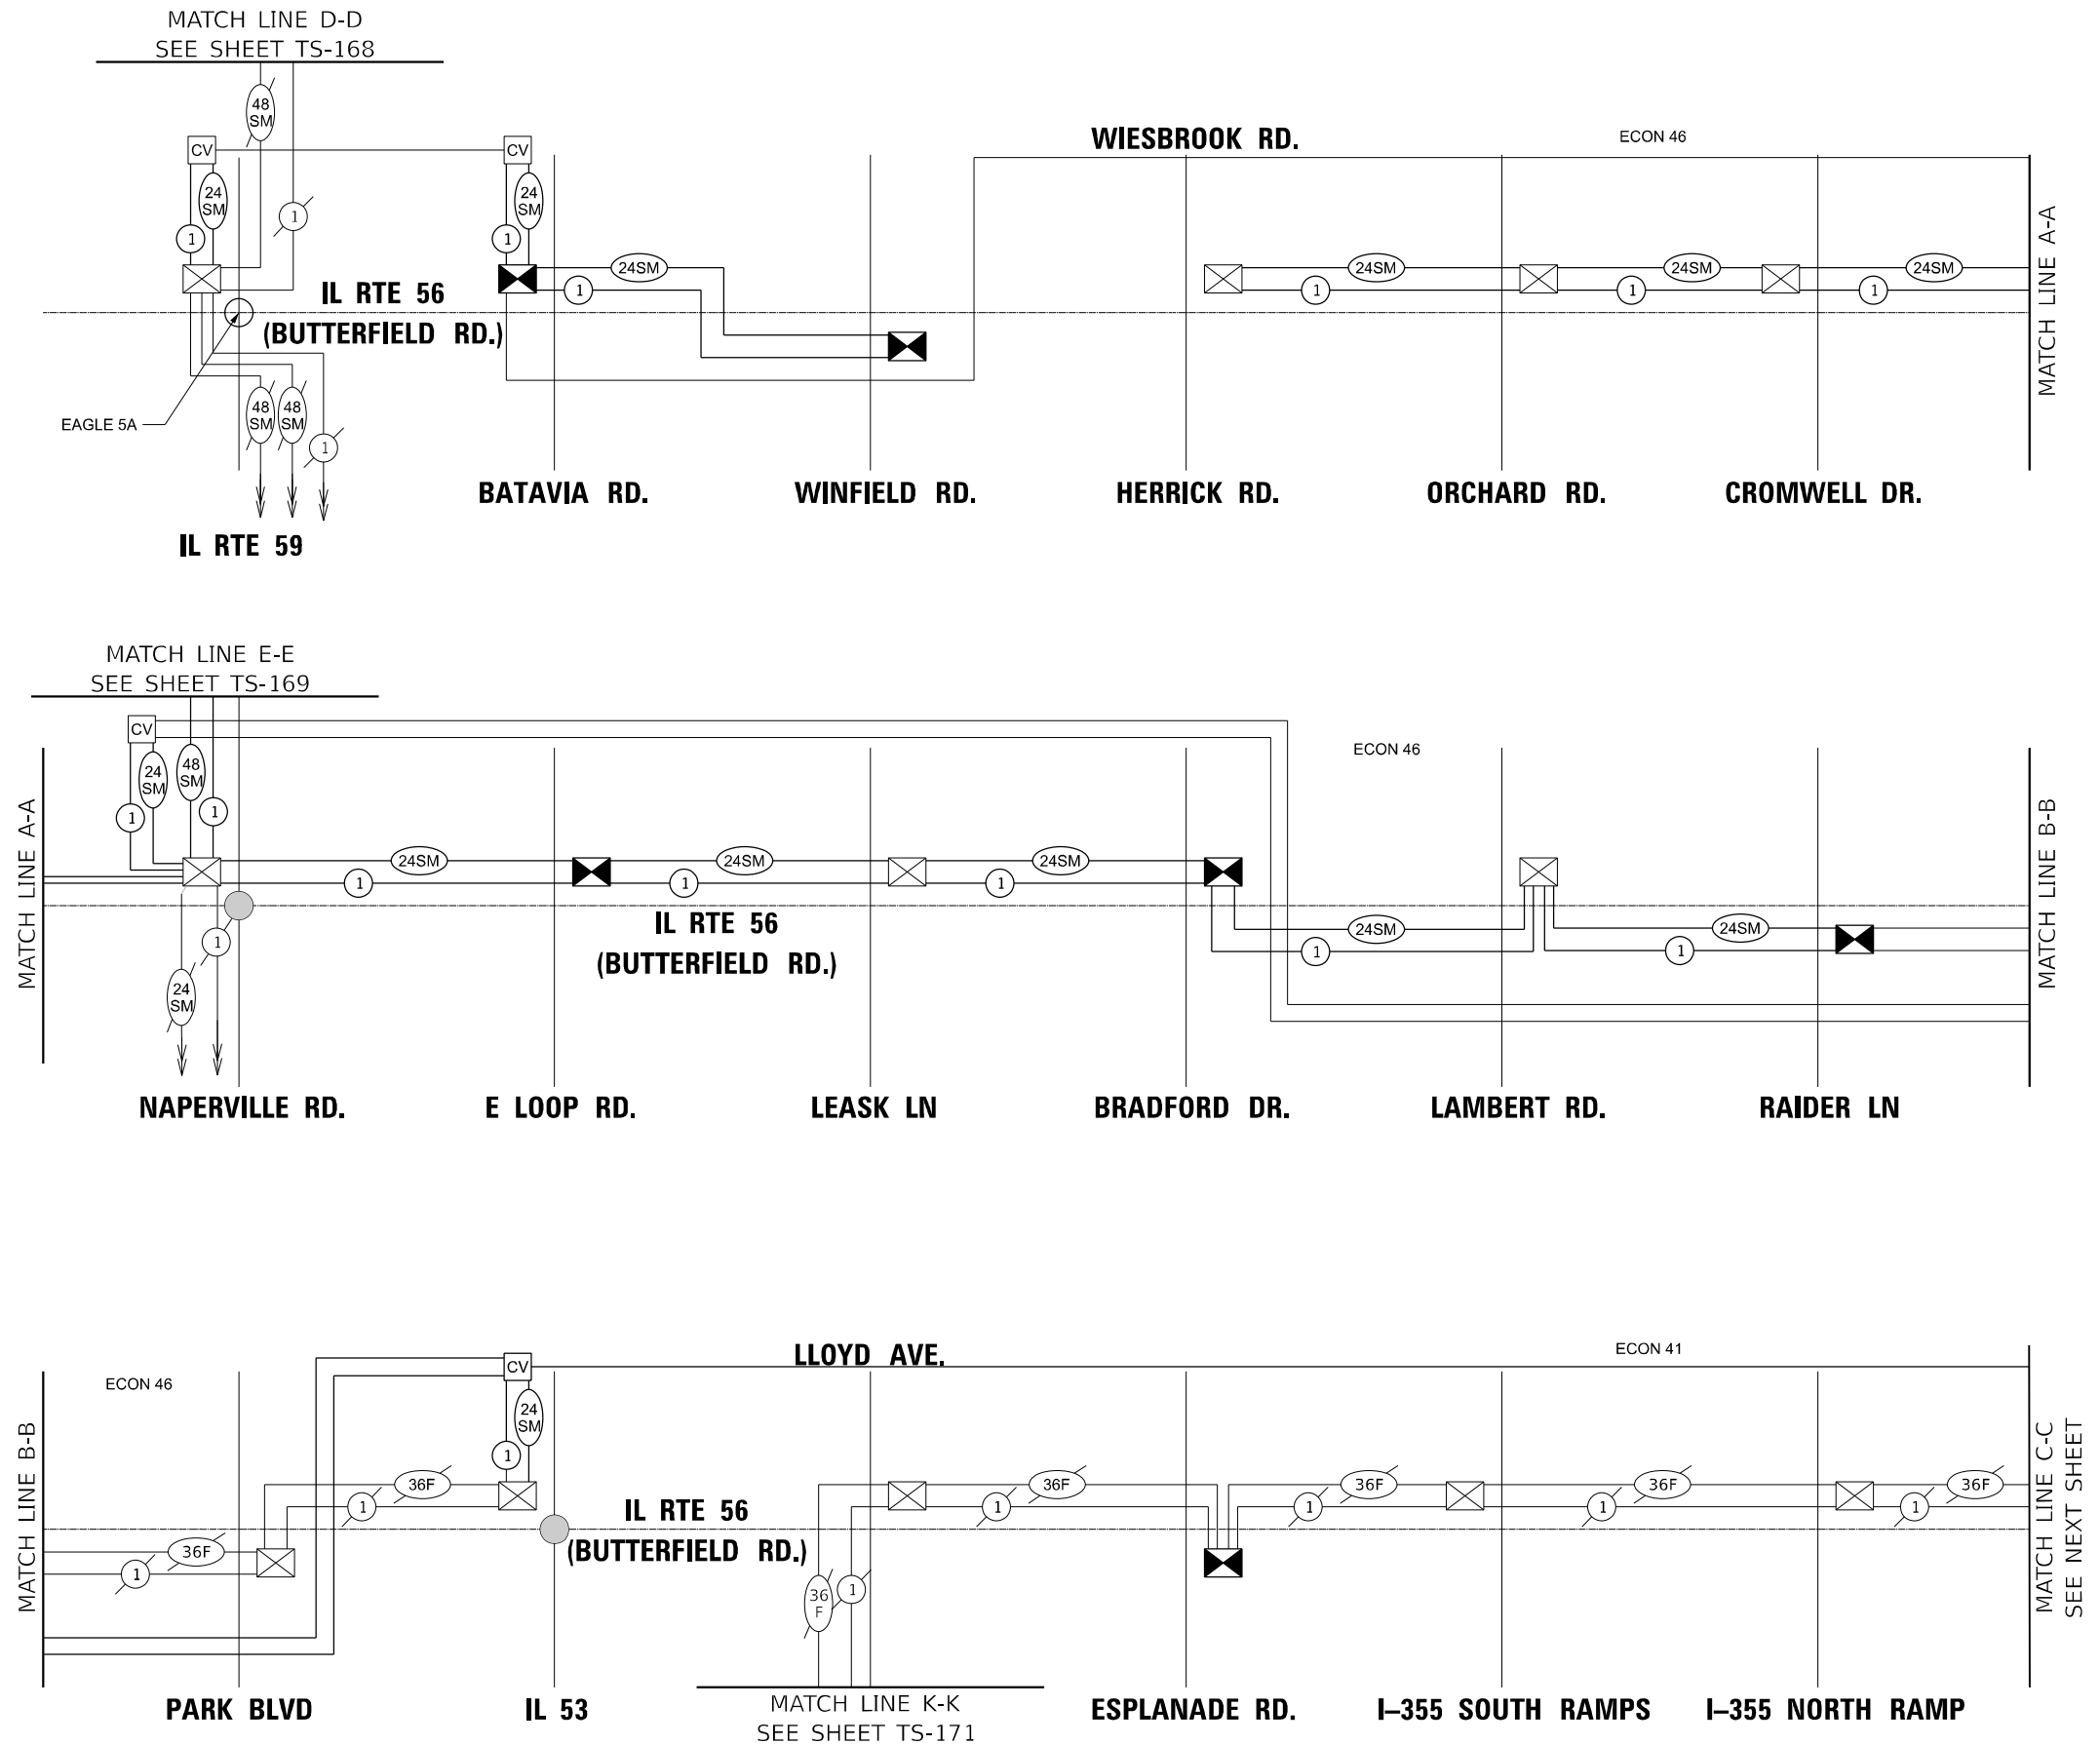 MATCH LINE D-D
SEE SHEET TS-168
48
SM
CV
CV
WIESBROOK RD.
ECON 46
24
SM
24
SM
1
1
1
24SM
24SM
24SM
24SM
1
1
1
1
IL RTE 56
(BUTTERFIELD RD.)
MATCH LINE A-A
EAGLE 5A
48
SM
48
SM
1
BATAVIA RD.
WINFIELD RD.
HERRICK RD.
ORCHARD RD.
CROMWELL DR.
IL RTE 59
MATCH LINE E-E
SEE SHEET TS-169
CV
ECON 46
24
SM
48
SM
1
1
MATCH LINE A-A
24SM
24SM
24SM
1
1
1
IL RTE 56
(BUTTERFIELD RD.)
24SM
24SM
1
1
1
24
SM
MATCH LINE B-B
NAPERVILLE RD.
E LOOP RD.
LEASK LN
BRADFORD DR.
LAMBERT RD.
RAIDER LN
LLOYD AVE.
ECON 41
CV
ECON 46
24
SM
1
MATCH LINE B-B
36F
1
36F
1
IL RTE 56
(BUTTERFIELD RD.)
36F
36F
36F
36F
1
1
1
1
36
F
1
MATCH LINE C-C
SEE NEXT SHEET
PARK BLVD
IL 53
MATCH LINE K-K
SEE SHEET TS-171
ESPLANADE RD.
I-355 SOUTH RAMPS
I-355 NORTH RAMP